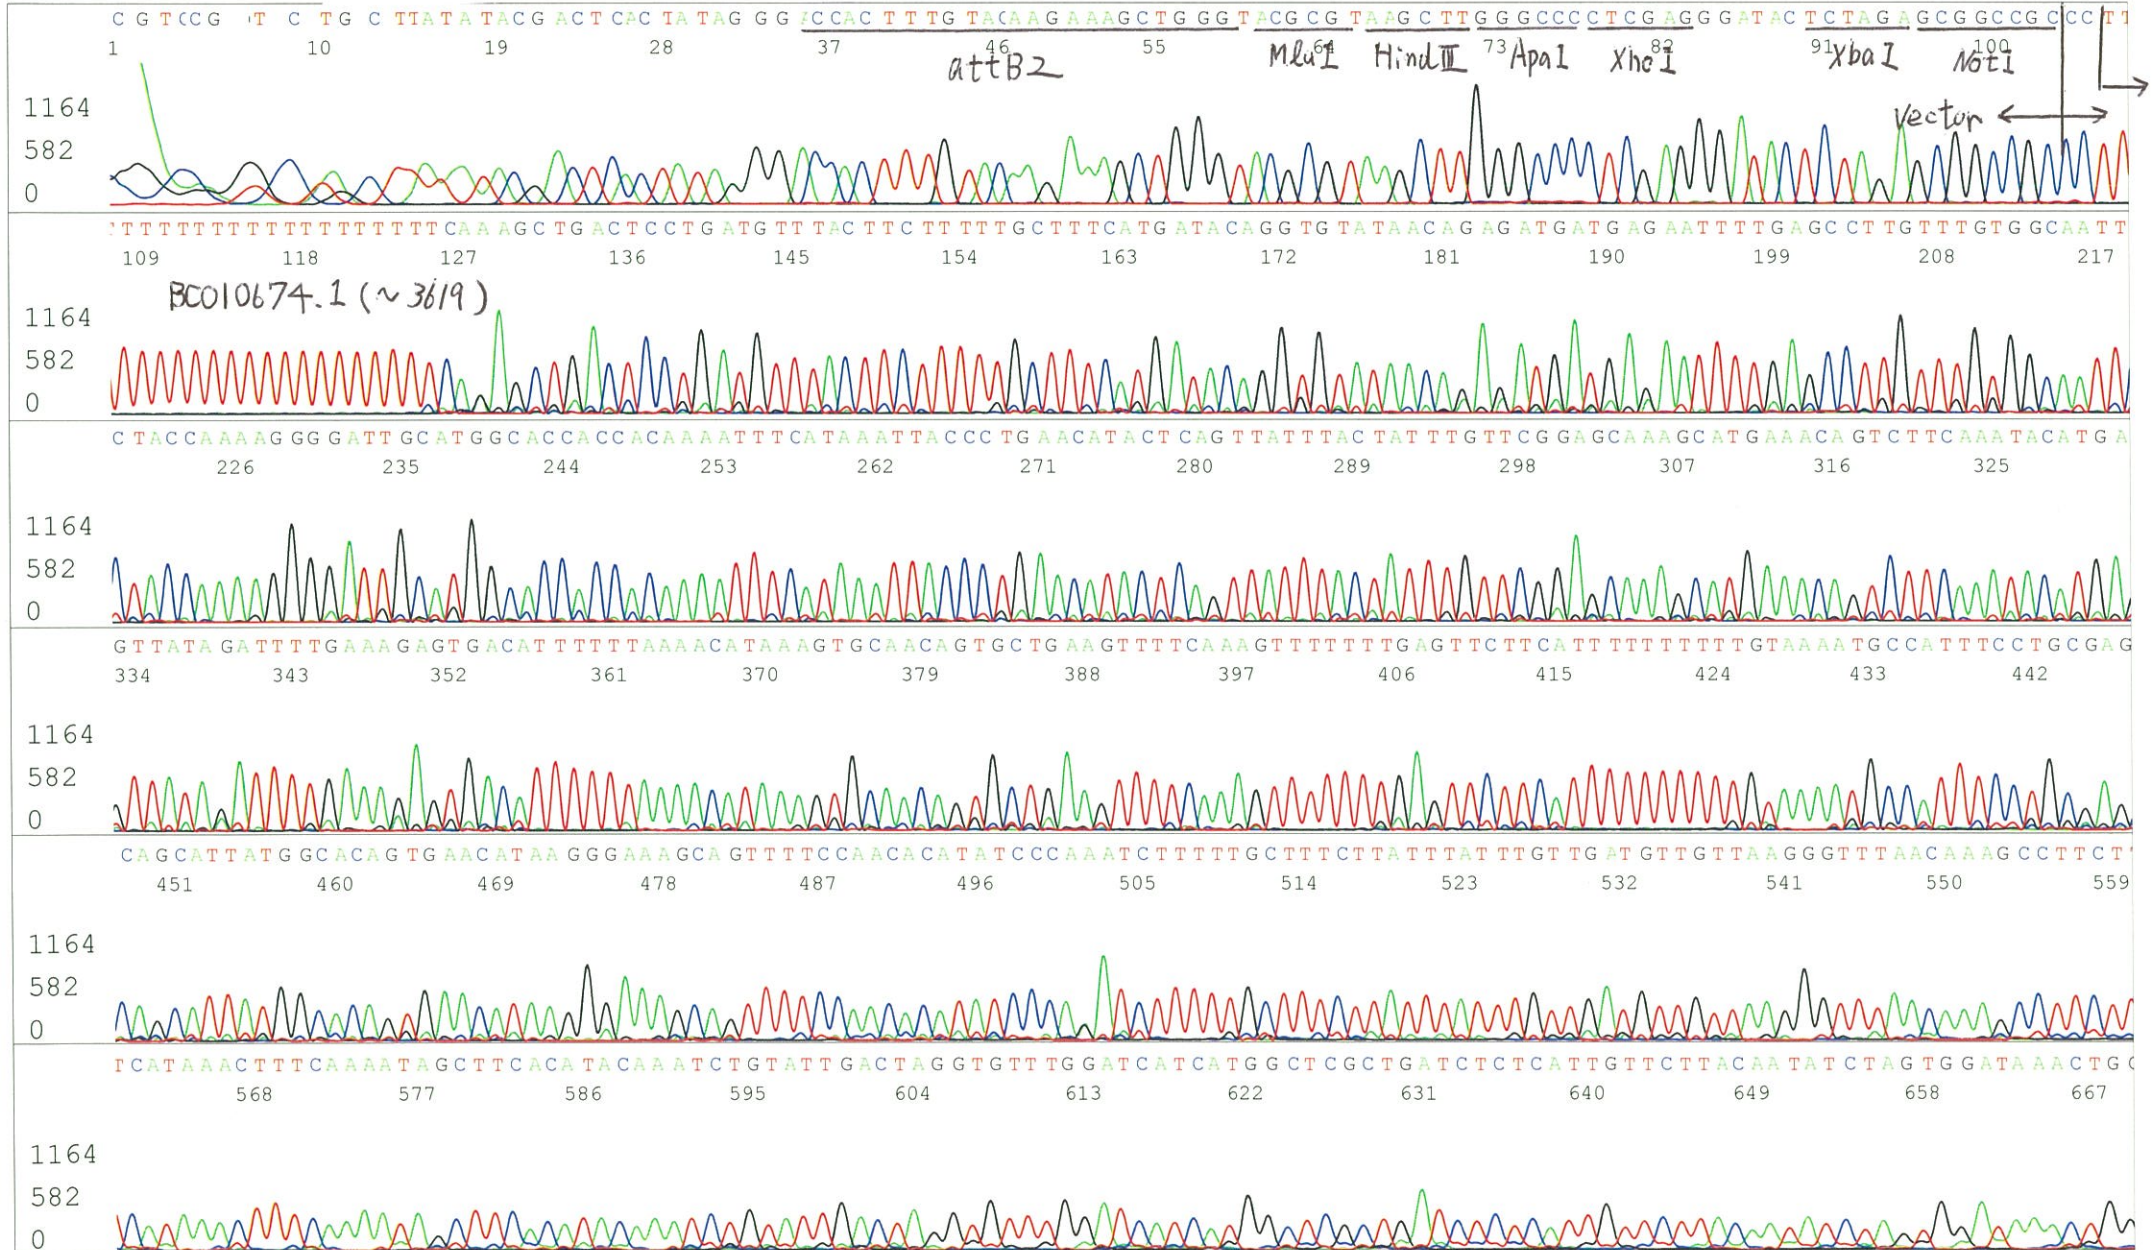 CGTCCG T C TGC TTATATACGACTCACTATAGGG CCACTTTGTACAAGAAAGCTGGGTACGCGTAAGCTTGGGCCCCTCGAGGGATACTCTAGAGCGGCCGCCCTT
1 10 19 28 37 46 55 64 73 82 91 100
attB2 MluI HindIII ApaI XhoI XbaI NotI
vector
1164
582
0
TTTTTTTTTTTTTTTTTTCAAAGCTGACTCCTGATGTTTACTTCTTTTTGCTTTCATGATACAGGTGTATAACAGAGATGATGAGAATTTTGAGCCTTGTTTGTGGCAATT
109 118 127 136 145 154 163 172 181 190 199 208 217
BC010674.1 (~3619)
1164
582
0
CTACCAAAAGGGGATTGCATGGCACCACCACAAAATTTCATAAATTACCCTGAACATACTCAGTTATTTACTATTTGTTCGGAGCAAAGCATGAAACAGTCTTCAAATACATGA
226 235 244 253 262 271 280 289 298 307 316 325
1164
582
0
GTTATAGATTTTGAAAGAGTGACATTTTTTAAAACATAAAGTGCAACAGTGCTGAAGTTTTCAAAGTTTTTTTGAGTTCTTCATTTTTTTTTTGTAAAATGCCATTTCCTGCGAG
334 343 352 361 370 379 388 397 406 415 424 433 442
1164
582
0
CAGCATTATGGCACAGTGAACATAAGGGAAAGCAGTTTTCCAACACATATCCCAAATCTTTTTGCTTTCTTATTTATTTGTTGATGTTGTTAAGGGTTTAACAAAGCCTTCT
451 460 469 478 487 496 505 514 523 532 541 550 559
1164
582
0
TCATAAACTTTCAAAATAGCTTCACATACAAATCTGTATTGACTAGGTGTTTGGATCATCATGGCTCGCTGATCTCTCATTGTTCTTACAATATCTAGTGGATAAACTGC
568 577 586 595 604 613 622 631 640 649 658 667
1164
582
0